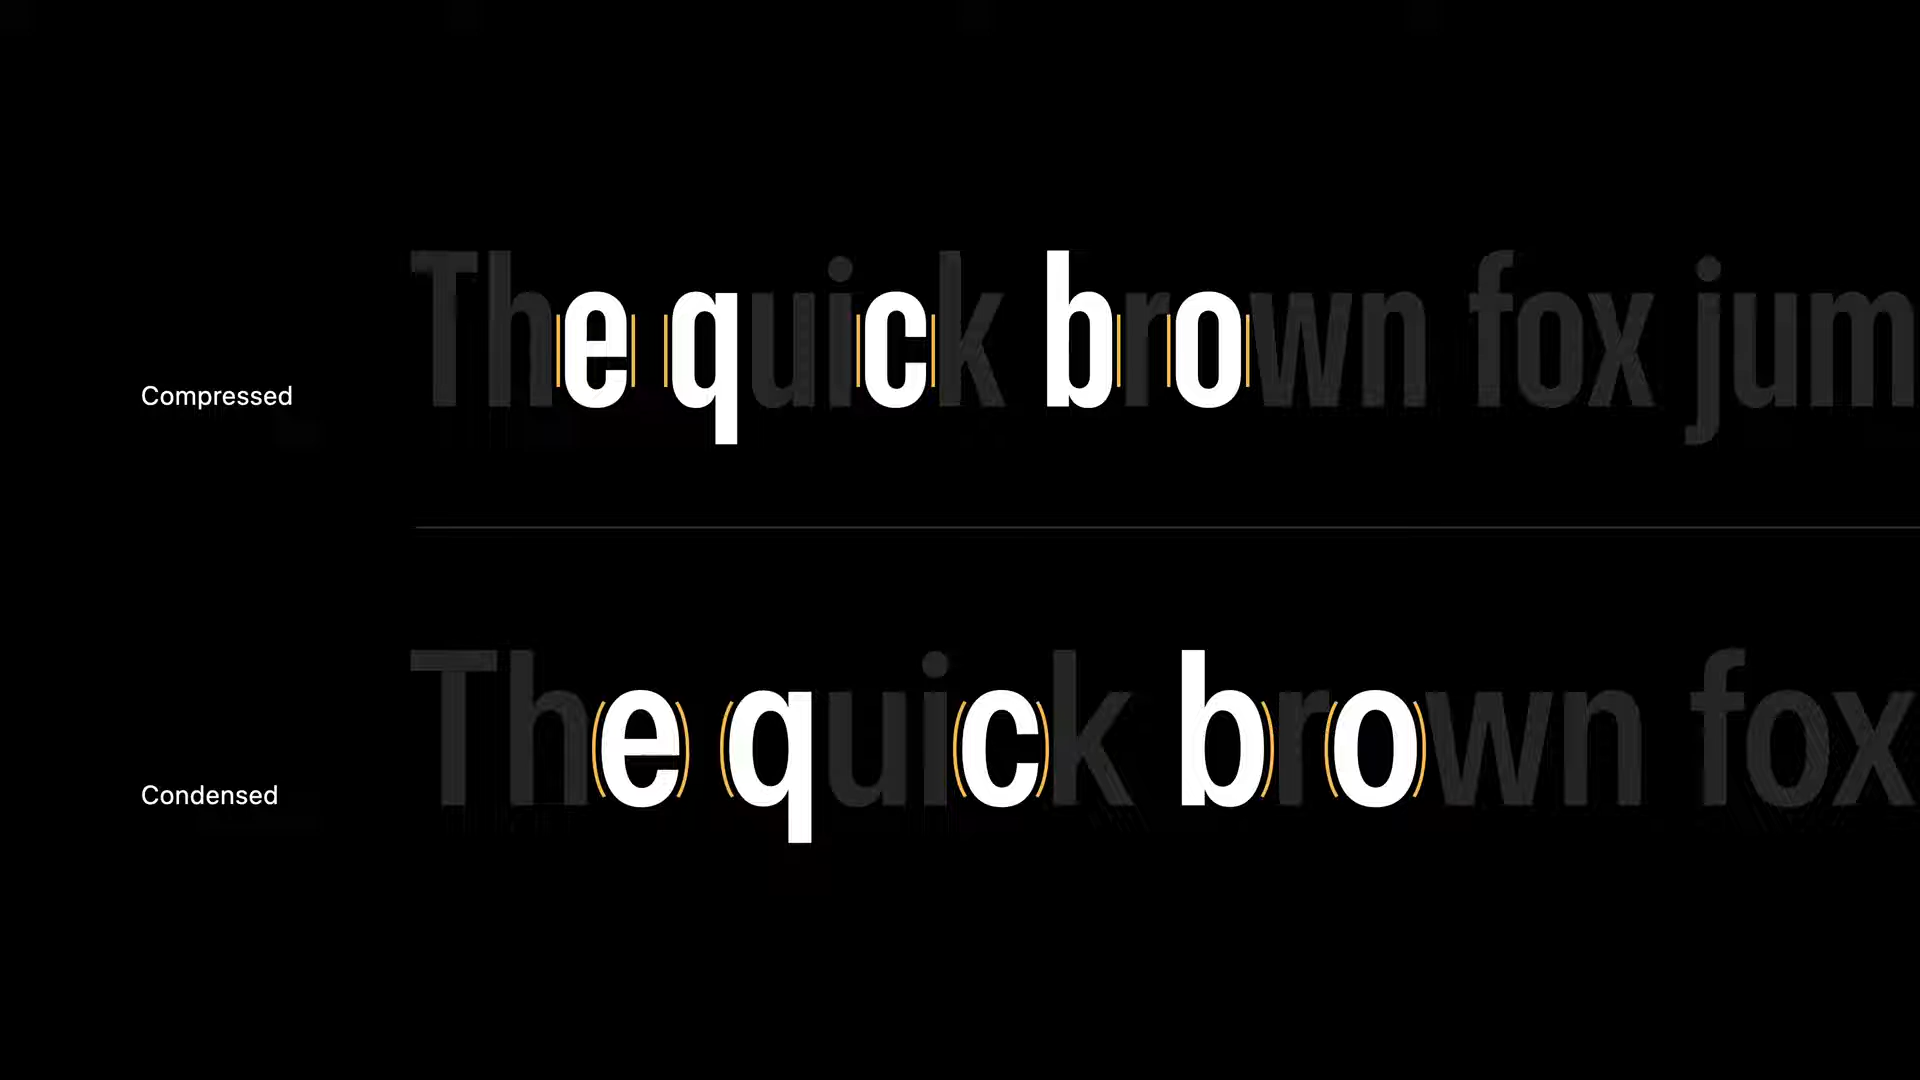 The quick brown fox jum
Compressed
The quick brown fox
Condensed